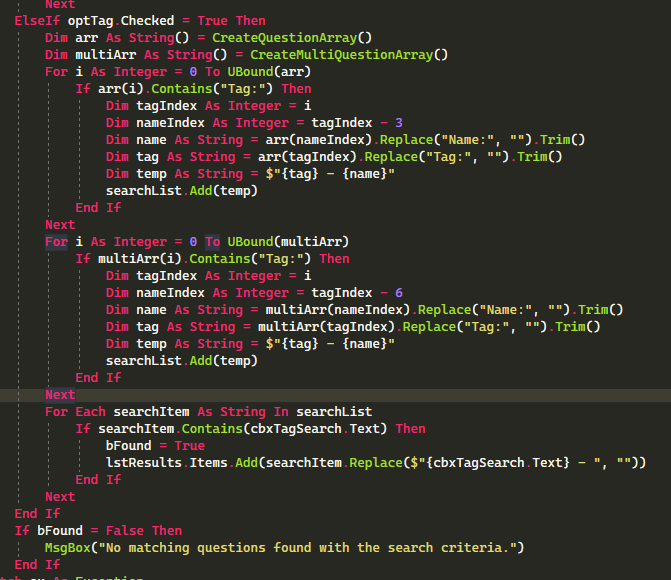 Next
ElseIf optTag.Checked = True Then
Dim arr As String() = CreateQuestionArray()
Dim multiArr As String() = CreateMultiQuestionArray()
For i As Integer = 0 To UBound(arr)
If arr(i).Contains("Tag:") Then
Dim tagIndex As Integer = i
Dim nameIndex As Integer = tagIndex - 3
Dim name As String = arr(nameIndex).Replace("Name:", "").Trim()
Dim tag As String = arr(tagIndex).Replace("Tag:", "").Trim()
Dim temp As String = $"{tag} - {name}"
searchList.Add(temp)
End If
Next
For i As Integer = 0 To UBound(multiArr)
If multiArr(i).Contains("Tag:") Then
Dim tagIndex As Integer = i
Dim nameIndex As Integer = tagIndex - 6
Dim name As String = multiArr(nameIndex).Replace("Name:", "").Trim()
Dim tag As String = multiArr(tagIndex).Replace("Tag:", "").Trim()
Dim temp As String = $"{tag} - {name}"
searchList.Add(temp)
End If
Next
For Each searchItem As String In searchList
If searchItem.Contains(cbxTagSearch.Text) Then
bFound = True
lstResults.Items.Add(searchItem.Replace($"{cbxTagSearch.Text} - ", ""))
End If
Next
End If
If bFound = False Then
MsgBox("No matching questions found with the search criteria.")
End If
As Exception